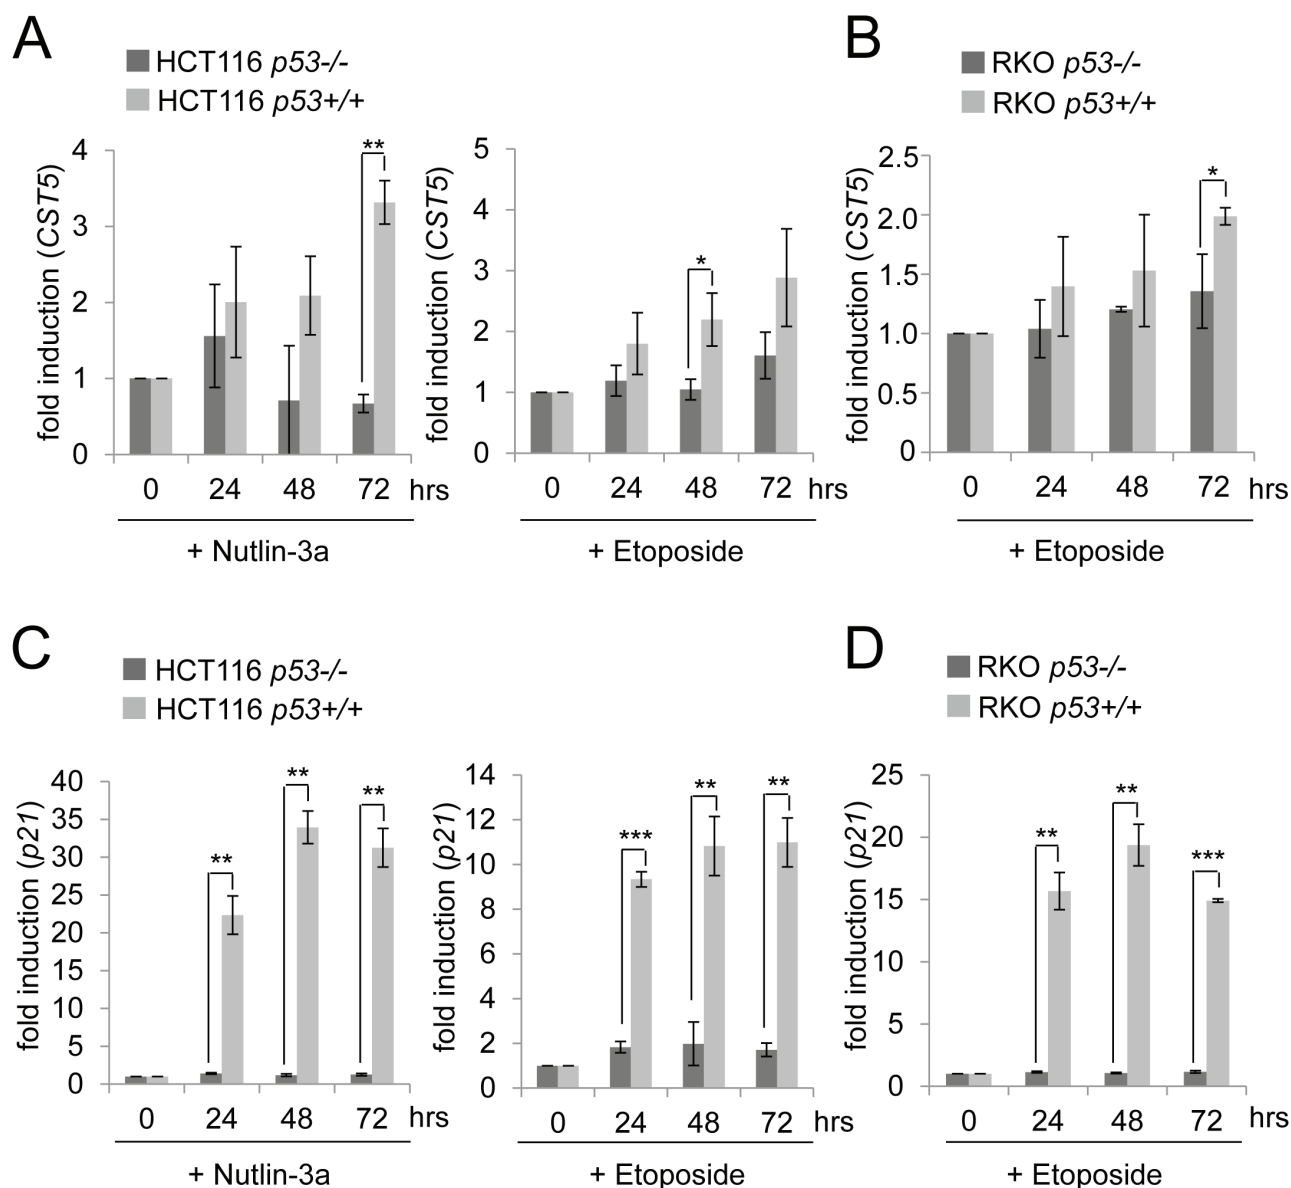 A
HCT116 p53-/-
HCT116 p53+/+
fold induction (CST5)
4
3
2
1
0
**
0 24 48 72 hrs
+ Nutlin-3a
fold induction (CST5)
5
4
3
2
1
0
*
0 24 48 72 hrs
+ Etoposide
B
RKO p53-/-
RKO p53+/+
fold induction (CST5)
2.5
2.0
1.5
1.0
0.5
0
*
0 24 48 72 hrs
+ Etoposide
C
HCT116 p53-/-
HCT116 p53+/+
fold induction (p21)
40
35
30
25
20
15
10
5
0
** ** **
0 24 48 72 hrs
+ Nutlin-3a
fold induction (p21)
14
12
10
8
6
4
2
0
*** ** **
0 24 48 72 hrs
+ Etoposide
D
RKO p53-/-
RKO p53+/+
fold induction (p21)
25
20
15
10
5
0
** ** ***
0 24 48 72 hrs
+ Etoposide